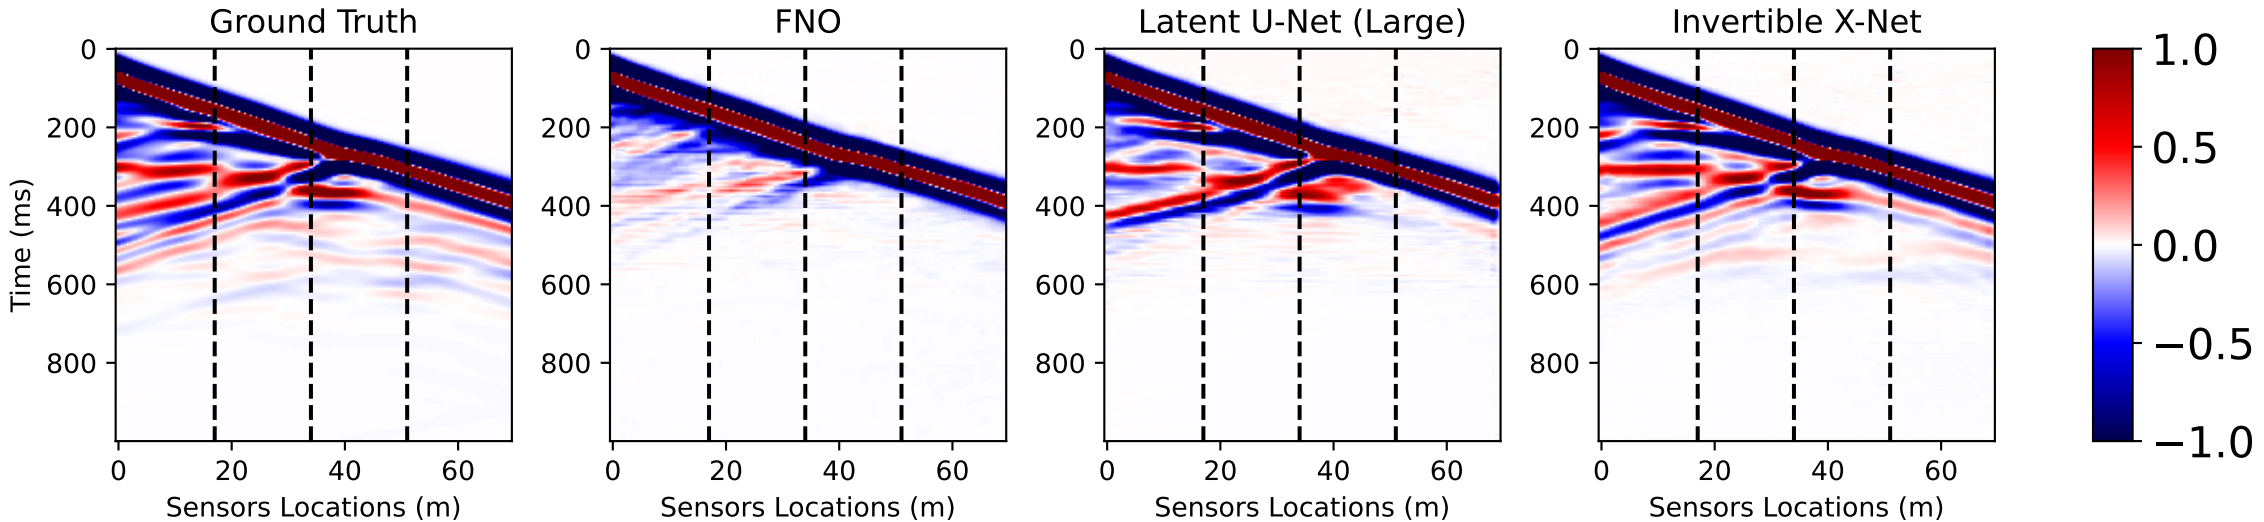 Ground Truth
FNO
Latent U-Net (Large)
Invertible X-Net
Time (ms)
0
200
400
600
800
0 20 40 60
Sensors Locations (m)
0
200
400
600
800
0 20 40 60
Sensors Locations (m)
0
200
400
600
800
0 20 40 60
Sensors Locations (m)
0
200
400
600
800
0 20 40 60
Sensors Locations (m)
1.0
0.5
0.0
−0.5
−1.0